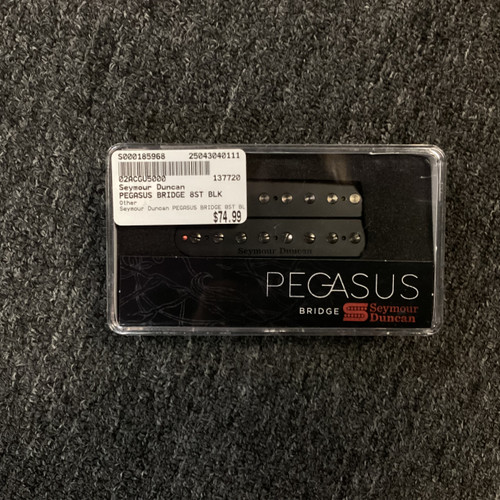 S000185968 25043040111
02ACGU5000 137720
Seymour Duncan
PEGASUS BRIDGE 8ST BLK
Other
Seymour Duncan PEGASUS BRIDGE 8ST BL
$74.99
Seymour Duncan
PEGASUS
BRIDGE Seymour
Duncan